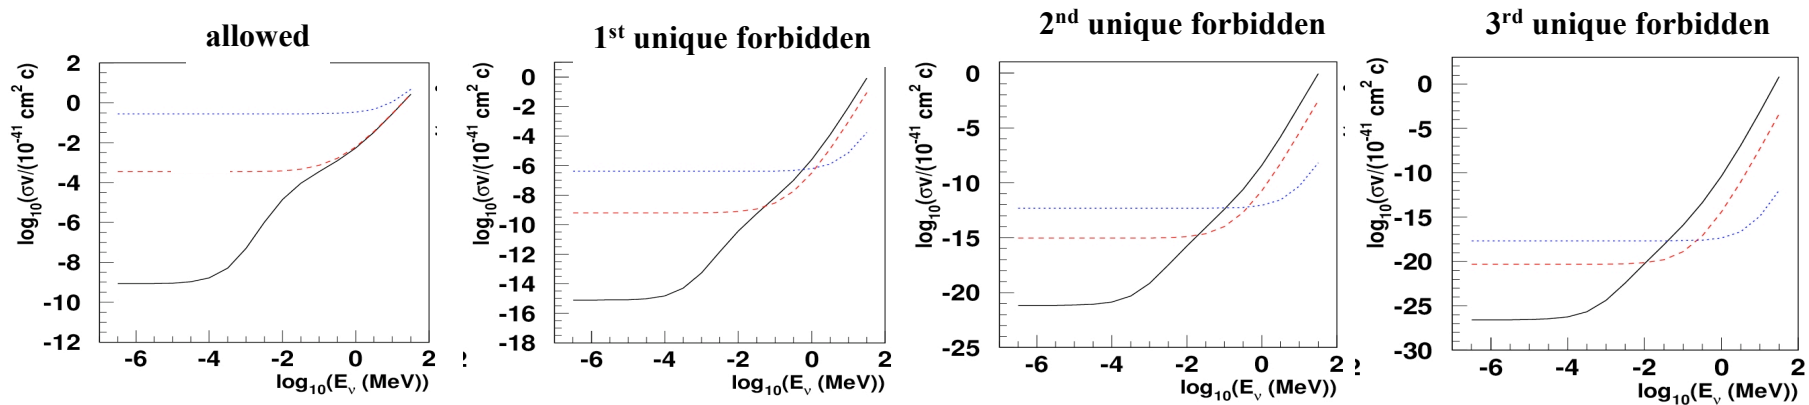 allowed
1st unique forbidden
2nd unique forbidden
3rd unique forbidden
log10(σv/(10-41 cm2 c)
2
0
-2
-4
-6
-8
-10
-12
-6 -4 -2 0 2
log10(Eν (MeV))
log10(σv/(10-41 cm2 c)
0
-2
-4
-6
-8
-10
-12
-14
-16
-18
-6 -4 -2 0 2
log10(Eν (MeV))
log10(σv/(10-41 cm2 c)
0
-5
-10
-15
-20
-25
-6 -4 -2 0 2
log10(Eν (MeV))
log10(σv/(10-41 cm2 c)
0
-5
-10
-15
-20
-25
-30
-6 -4 -2 0 2
log10(Eν (MeV))